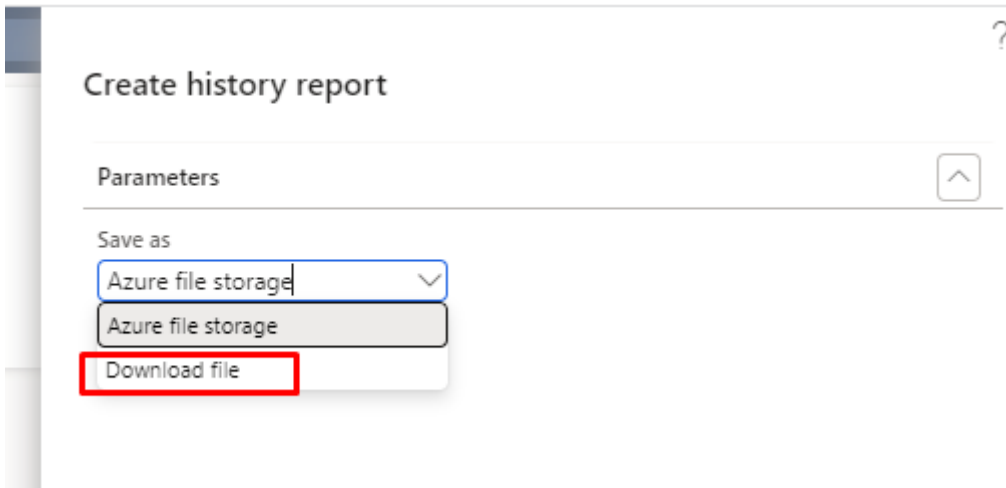 ?
Create history report
Parameters
Save as
Azure file storage
Azure file storage
Download file